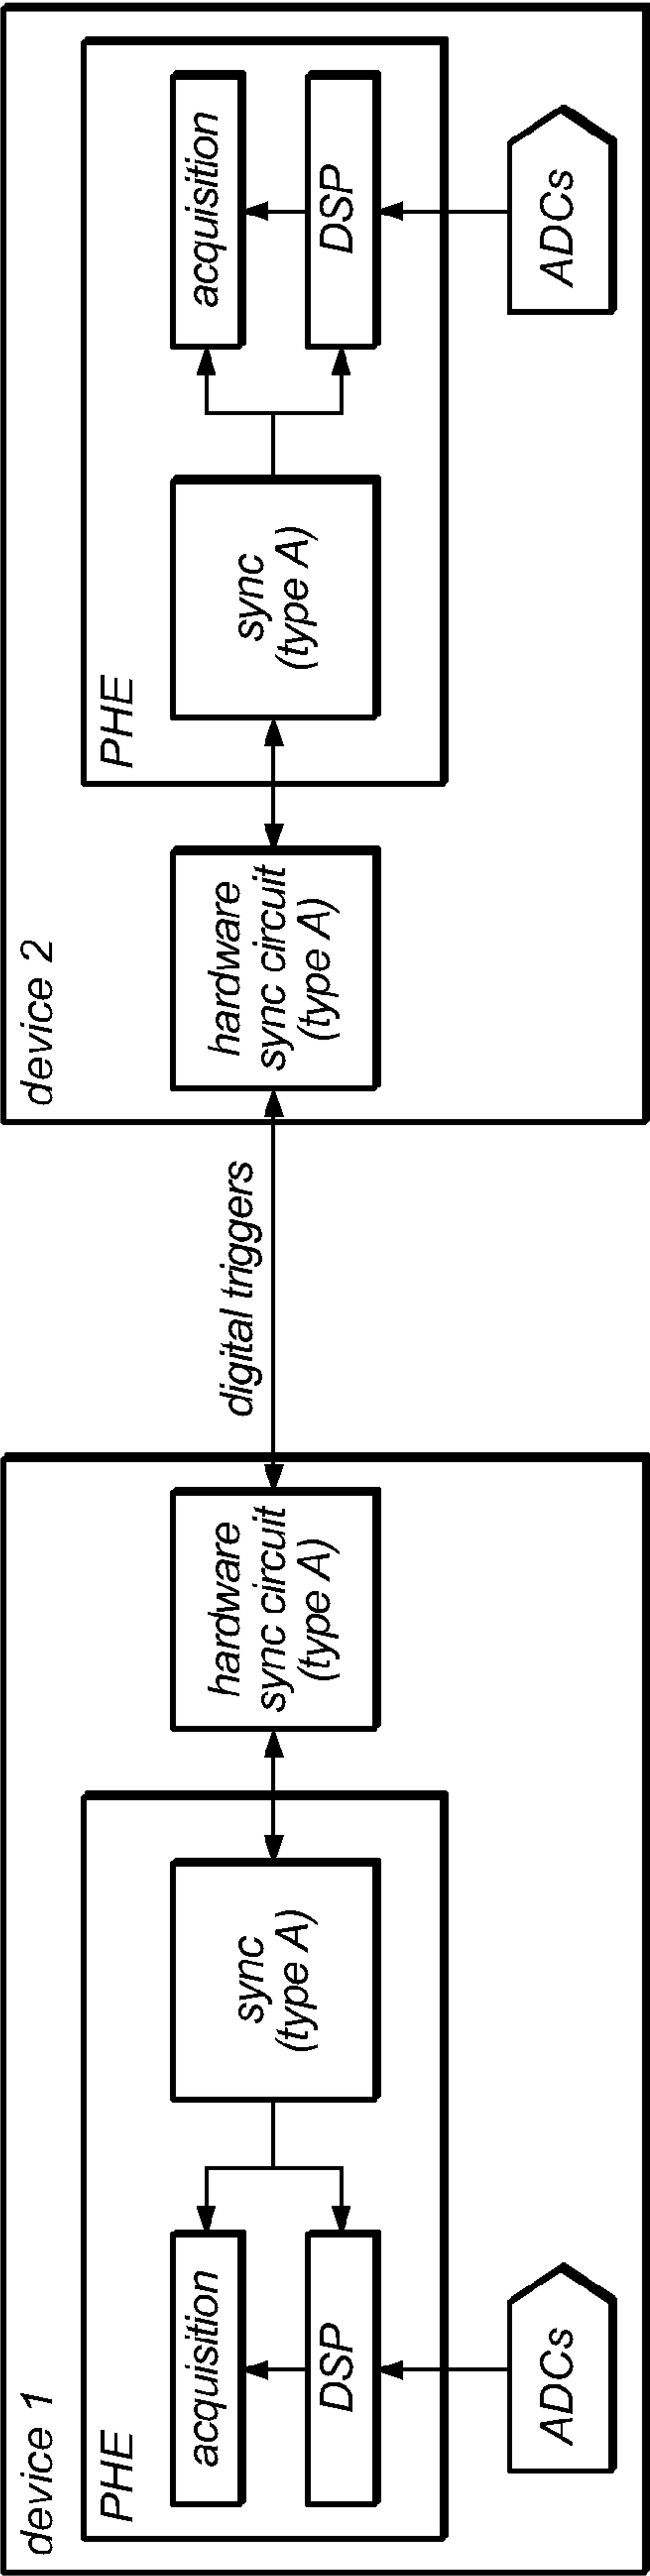 device 1
PHE
acquisition
DSP
ADCs
sync
(type A)
hardware
sync circuit
(type A)
digital triggers
device 2
hardware
sync circuit
(type A)
PHE
sync
(type A)
acquisition
DSP
ADCs